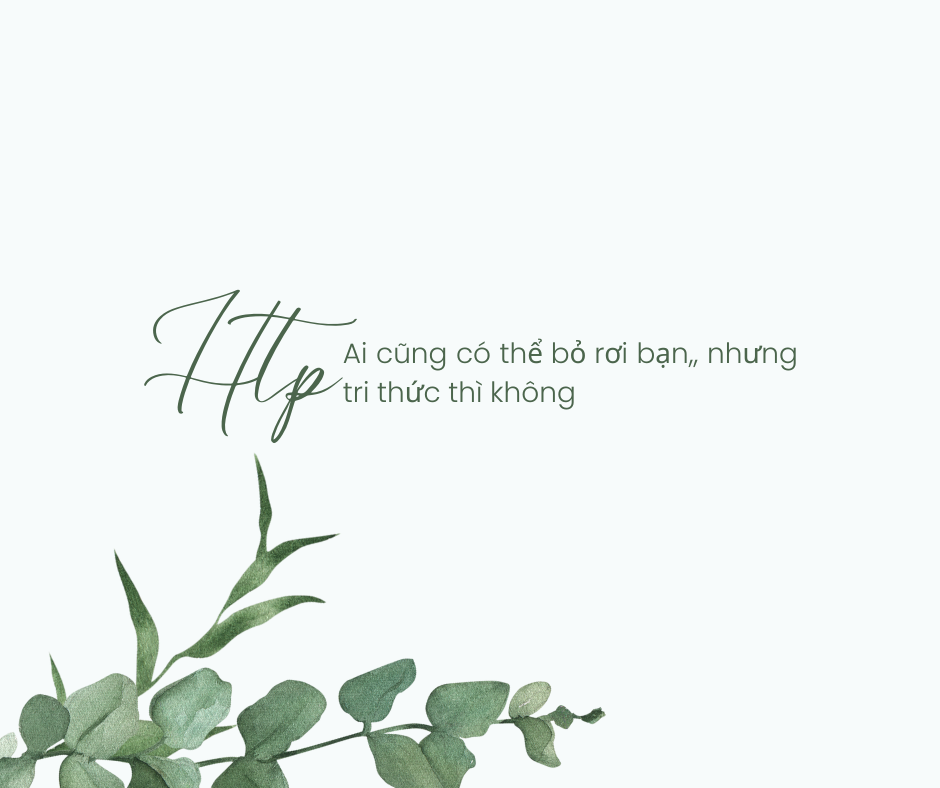 Htp
Ai cũng có thể bỏ rơi bạn,, nhưng
tri thức thì không